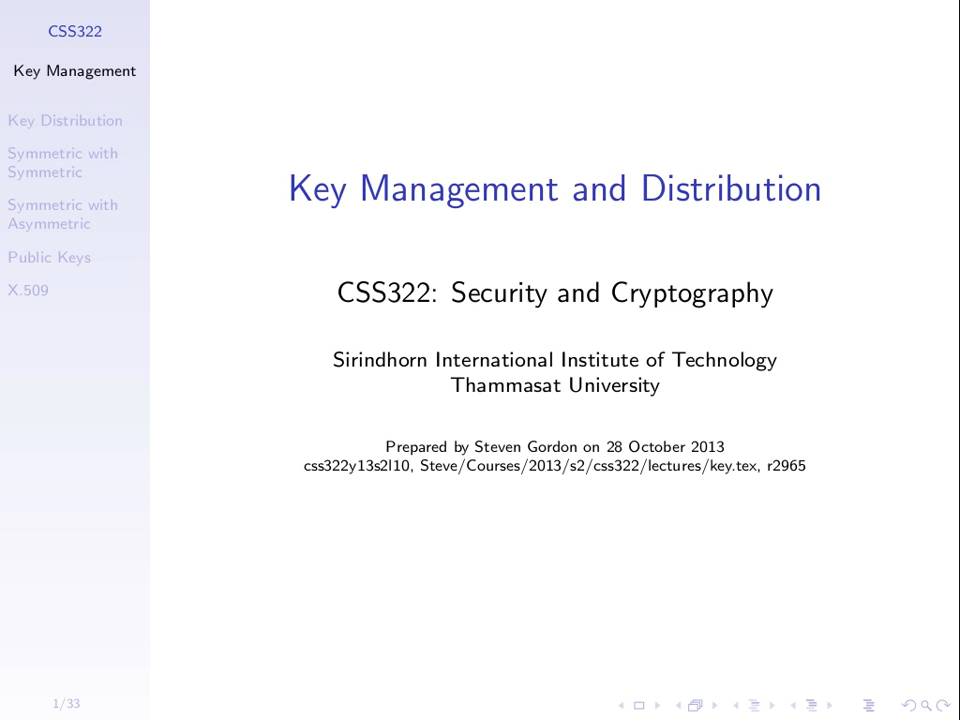 CSS322
Key Management
Key Distribution
Symmetric with
Symmetric
Symmetric with
Asymmetric
Public Keys
X.509
1/33
Key Management and Distribution
CSS322: Security and Cryptography
Sirindhorn International Institute of Technology
Thammasat University
Prepared by Steven Gordon on 28 October 2013
css322y13s2l10, Steve/Courses/2013/s2/css322/lectures/key.tex, r2965